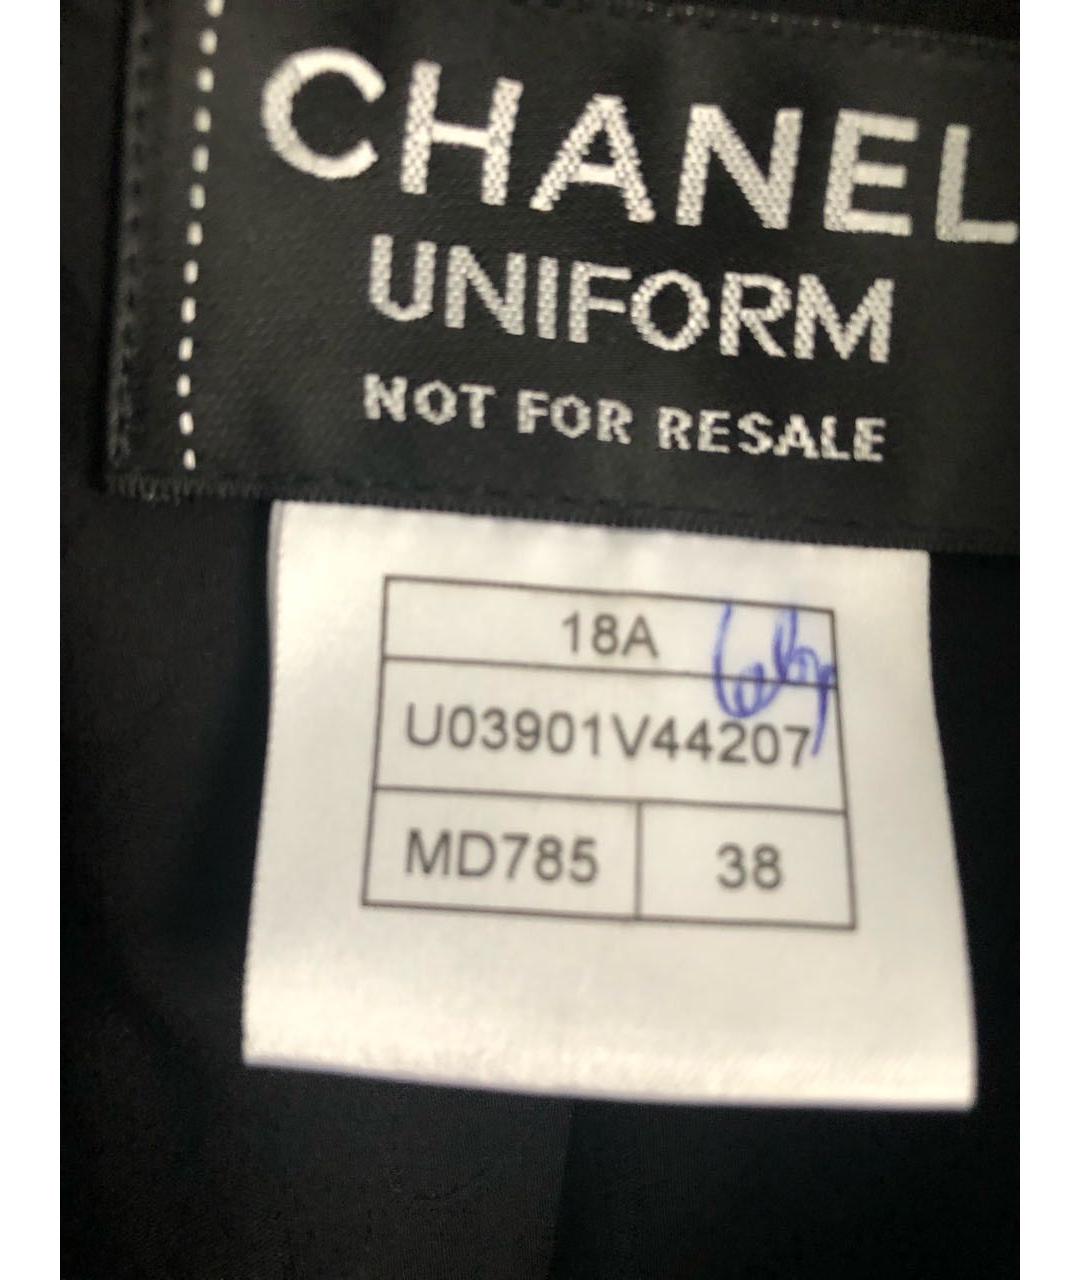 CHANEL
UNIFORM
NOT FOR RESALE
18A
U03901V44207
MD785
38